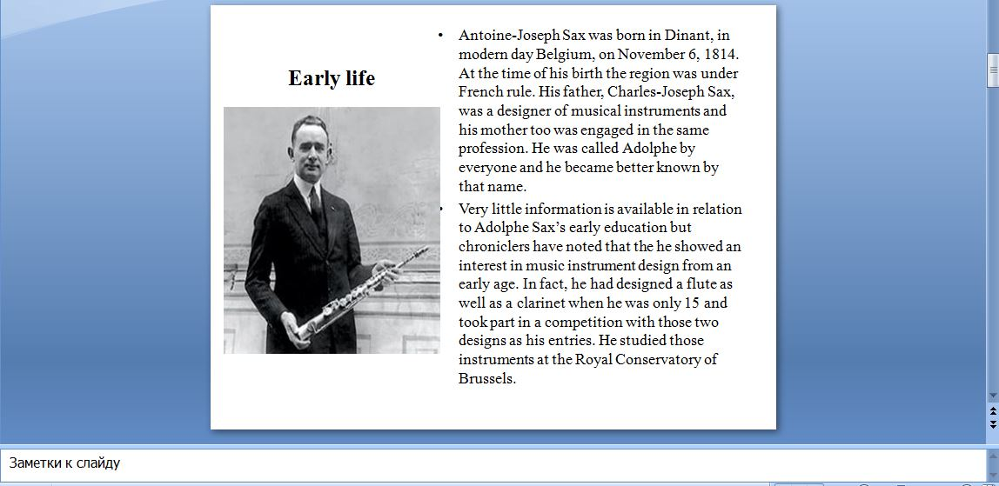 Early life
• Antoine-Joseph Sax was born in Dinant, in
modern day Belgium, on November 6, 1814.
At the time of his birth the region was under
French rule. His father, Charles-Joseph Sax,
was a designer of musical instruments and
his mother too was engaged in the same
profession. He was called Adolphe by
everyone and he became better known by
that name.
• Very little information is available in relation
to Adolphe Sax’s early education but
chroniclers have noted that the he showed an
interest in music instrument design from an
early age. In fact, he had designed a flute as
well as a clarinet when he was only 15 and
took part in a competition with those two
designs as his entries. He studied those
instruments at the Royal Conservatory of
Brussels.
Заметки к слайду